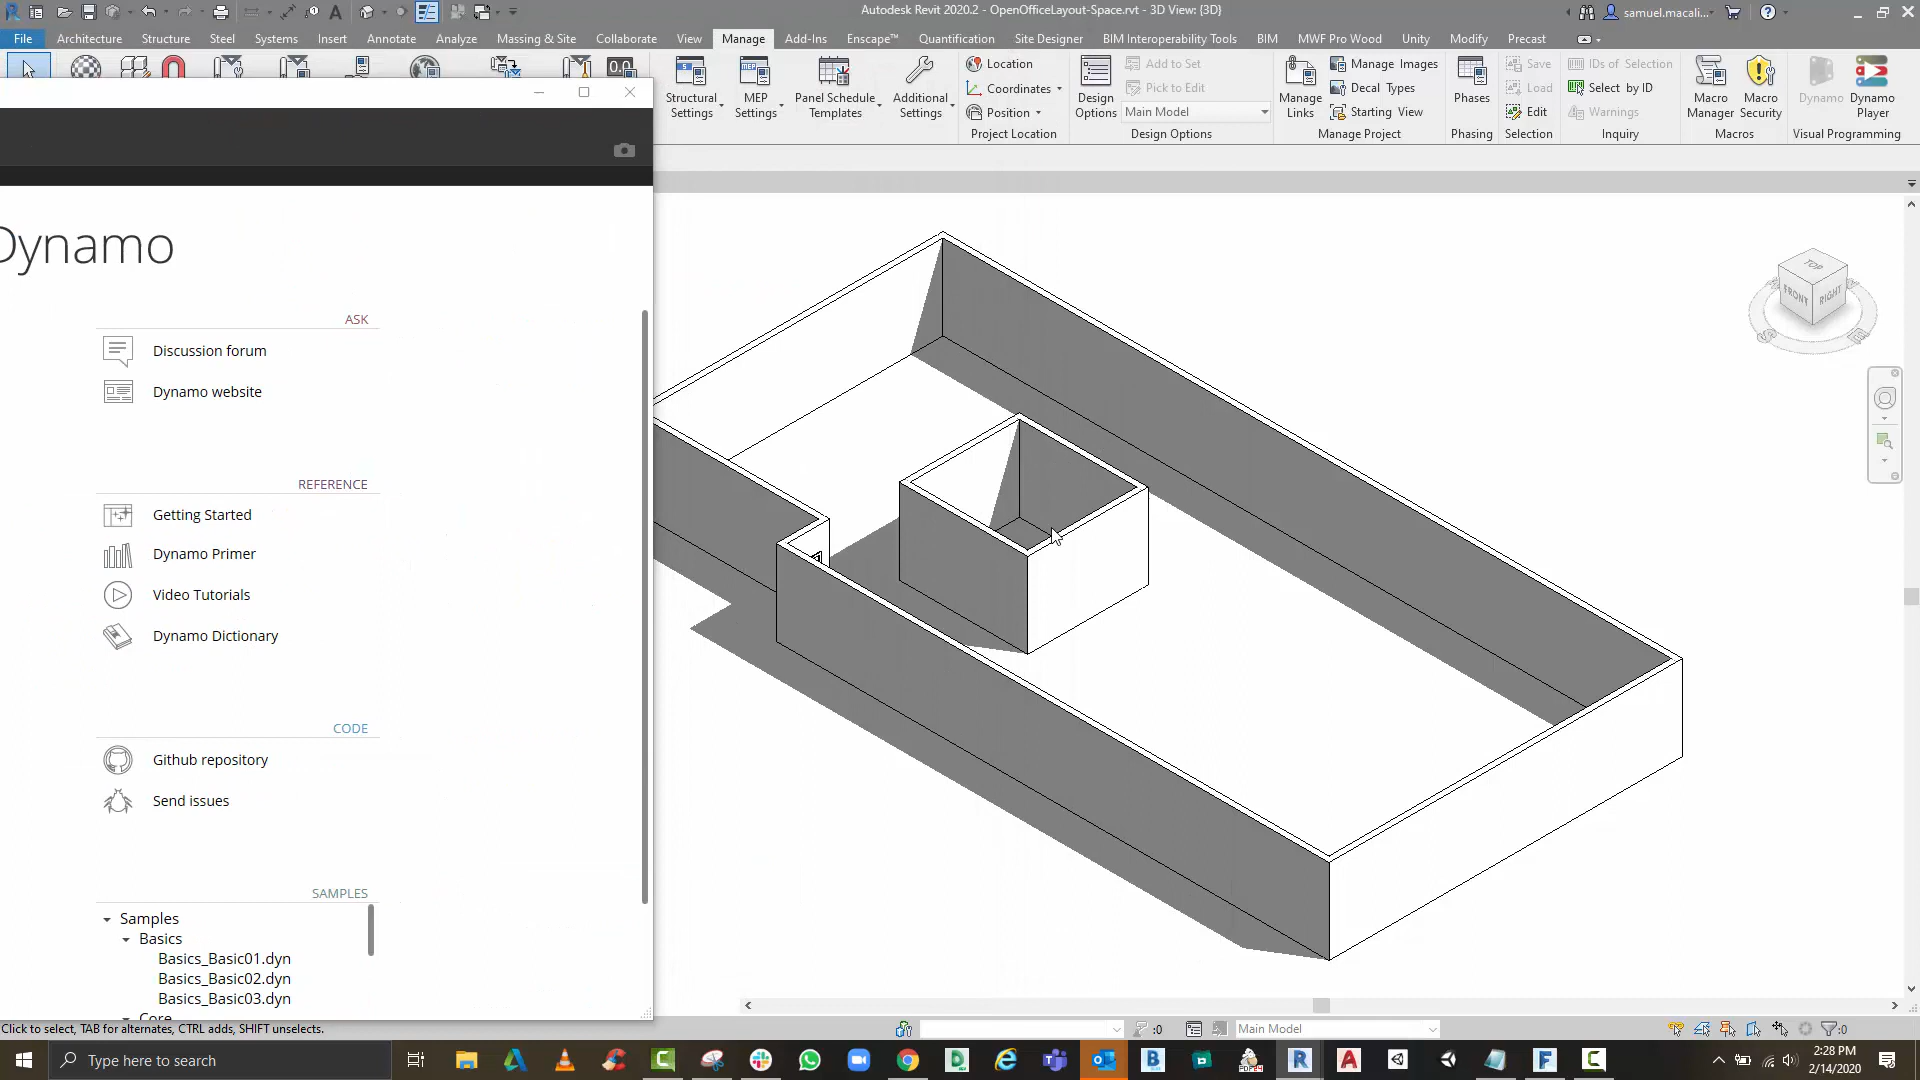 Autodesk Revit 2020.2 - OpenOfficeLayout-Space.rvt - 3D View: {3D}
samuel.macali...
File Architecture Structure Steel Systems Insert Annotate Analyze Massing & Site Collaborate View Manage Add-Ins Enscape™ Quantification Site Designer BIM Interoperability Tools BIM MWF Pro Wood Unity Modify Precast
Structural Settings
MEP Settings
Panel Schedule Templates
Additional Settings
Location
Coordinates
Position
Project Location
Design Options
Add to Set
Pick to Edit
Main Model
Design Options
Manage Links
Manage Images
Decal Types
Starting View
Manage Project
Phases
Phasing
Save
Load
Edit
Selection
IDs of Selection
Select by ID
Warnings
Inquiry
Macro Manager
Macro Security
Macros
Dynamo
Dynamo Player
Visual Programming
Dynamo
ASK
Discussion forum
Dynamo website
REFERENCE
Getting Started
Dynamo Primer
Video Tutorials
Dynamo Dictionary
CODE
Github repository
Send issues
SAMPLES
Samples
Basics
Basics_Basic01.dyn
Basics_Basic02.dyn
Basics_Basic03.dyn
Core
TOP
FRONT
RIGHT
S
E
Click to select, TAB for alternates, CTRL adds, SHIFT unselects.
:0
Main Model
:0
Type here to search
2:28 PM
2/14/2020